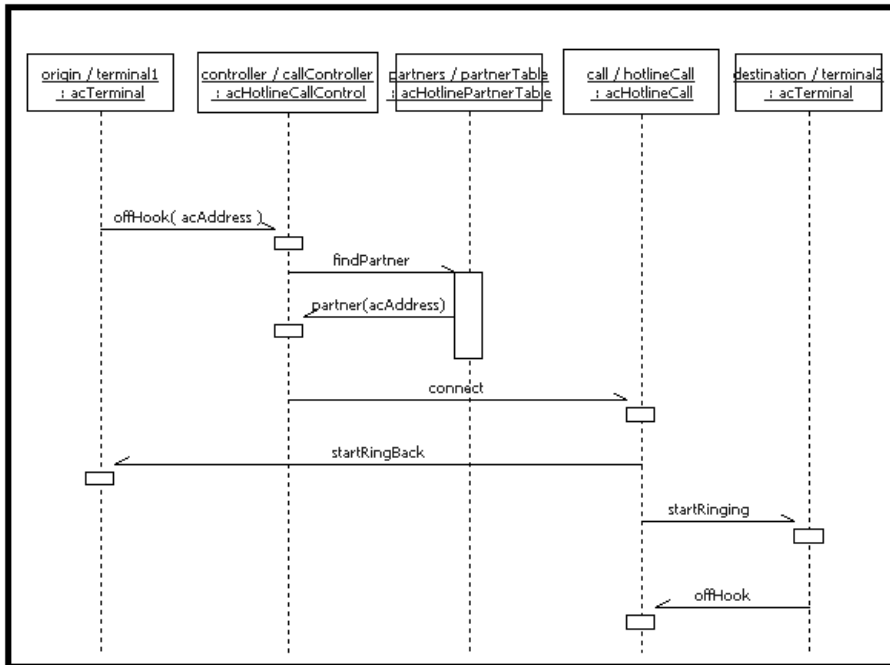 origin / terminal1
: acTerminal
controller / callController
: acHotlineCallControl
partners / partnerTable
: acHotlinePartnerTable
call / hotlineCall
: acHotlineCall
destination / terminal2
: acTerminal
offHook( acAddress )
findPartner
partner(acAddress)
connect
startRingBack
startRinging
offHook